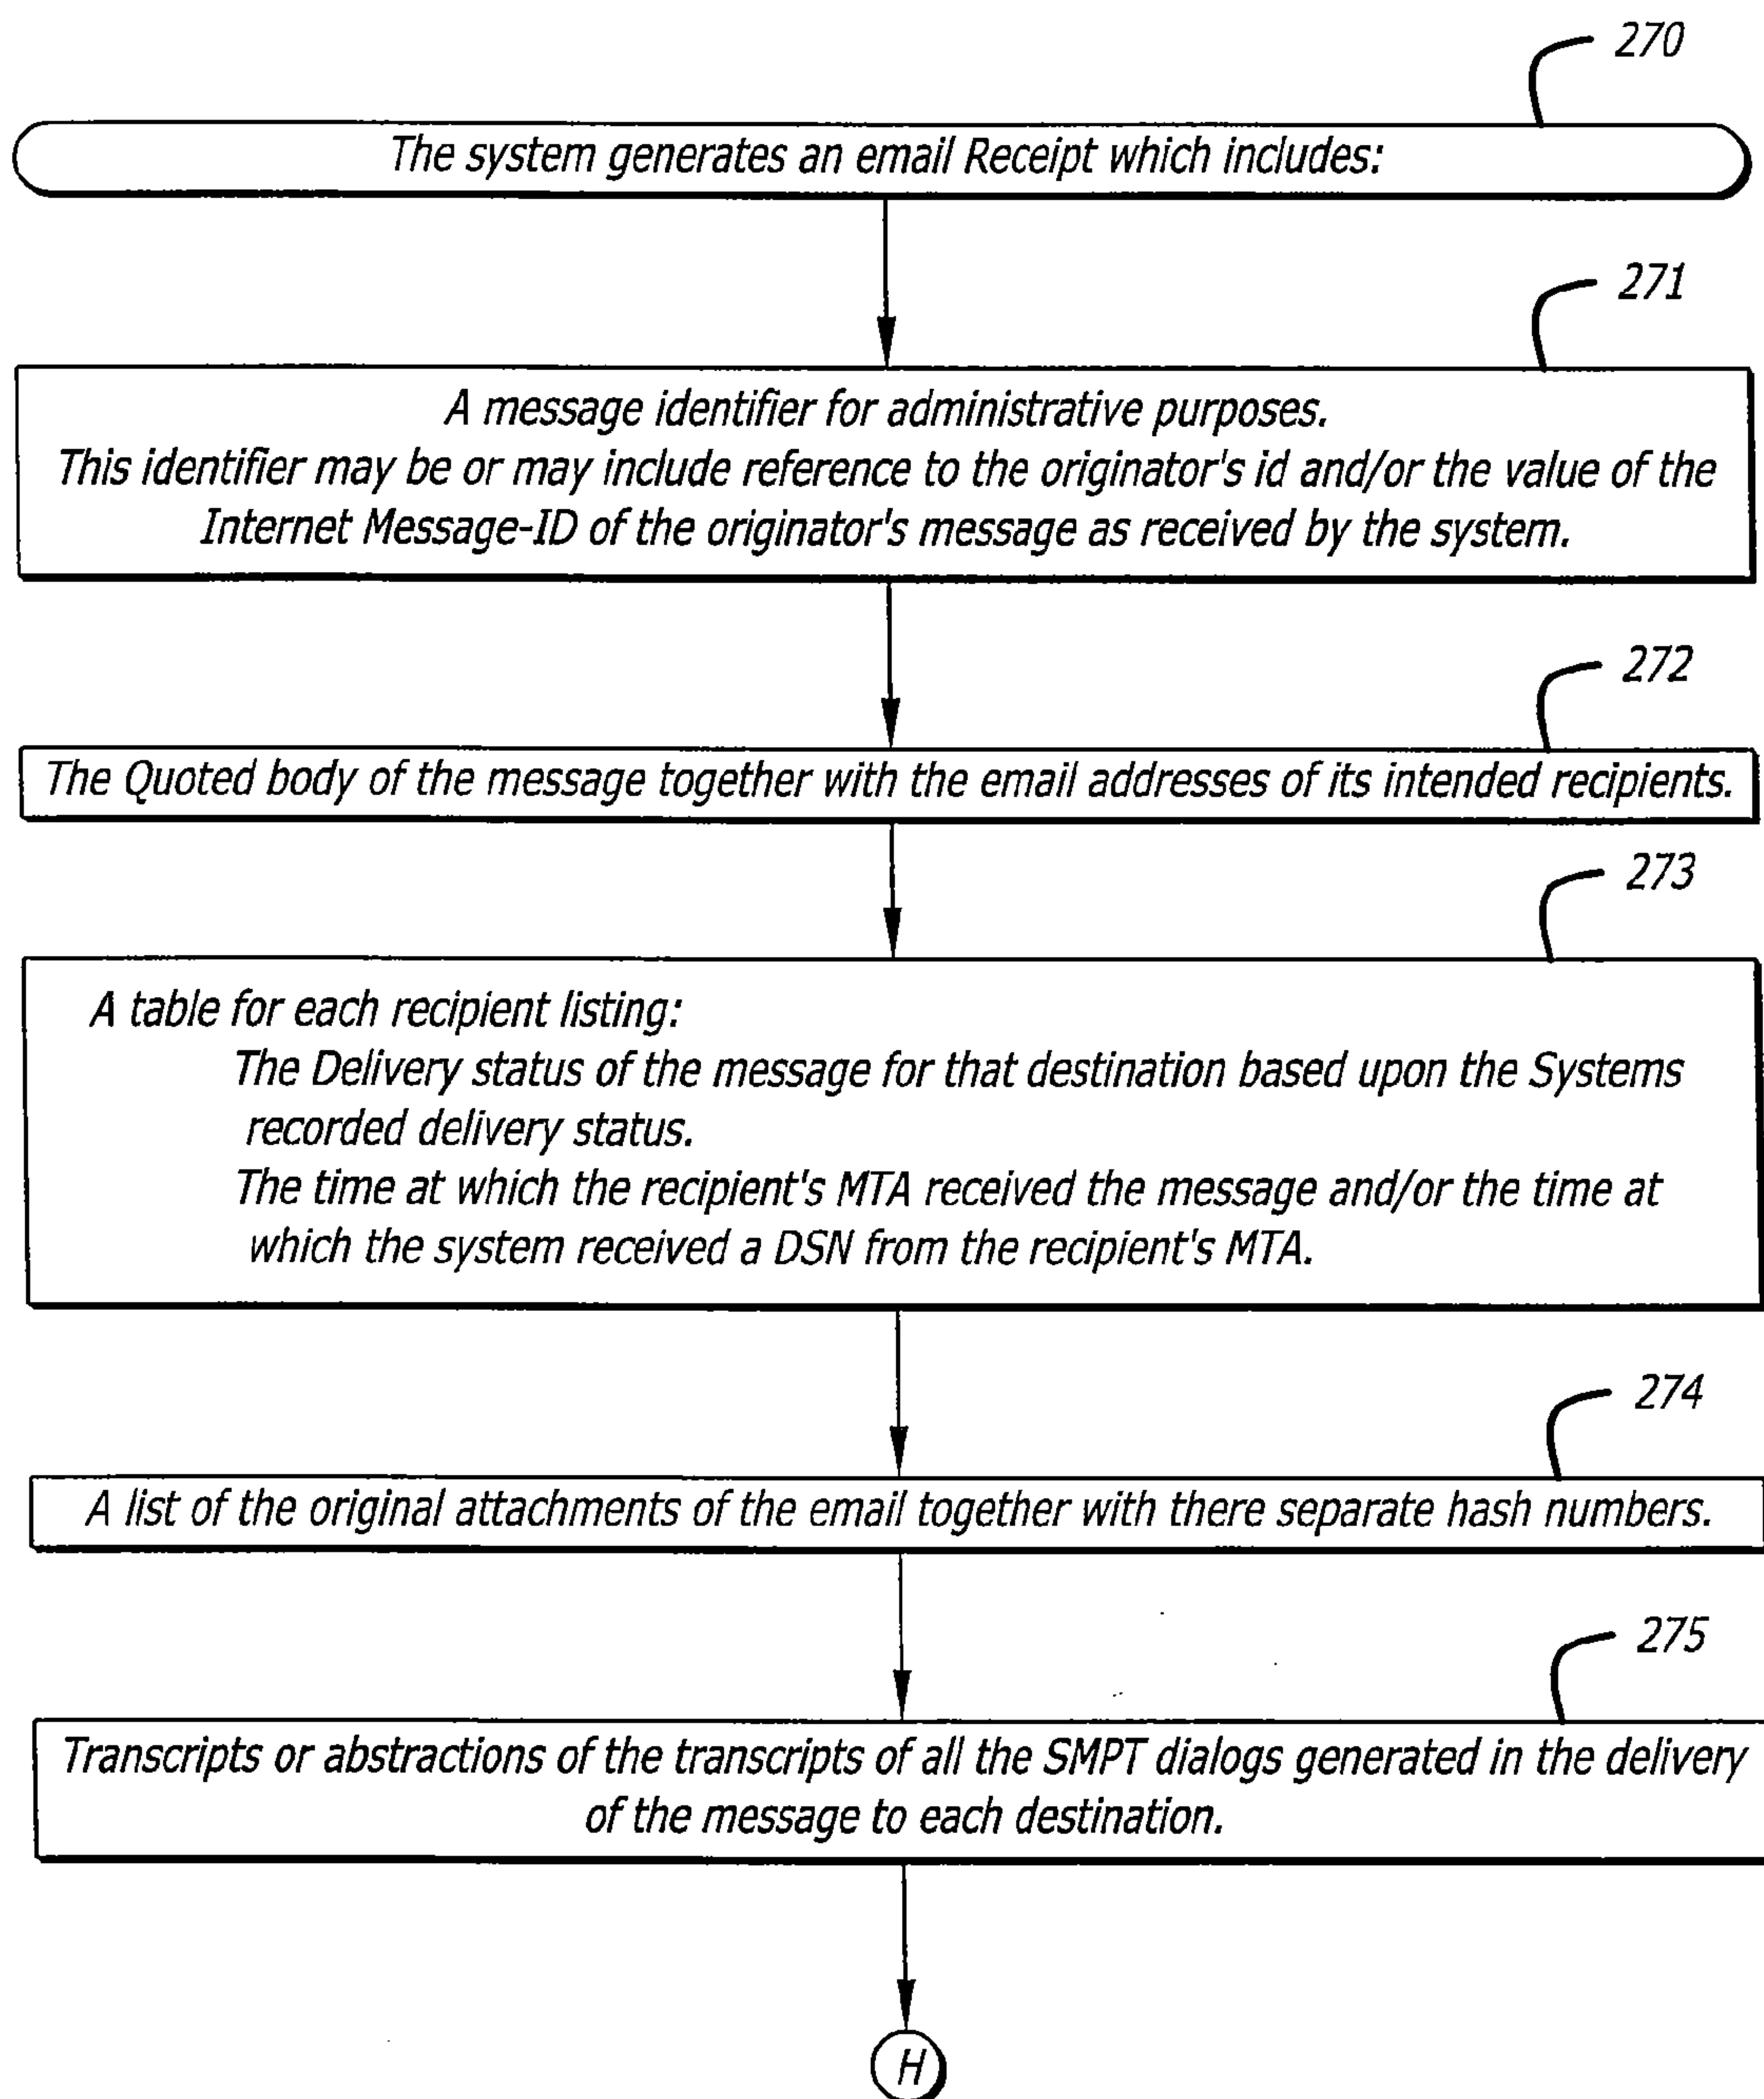 270
The system generates an email Receipt which includes:
271
A message identifier for administrative purposes.
This identifier may be or may include reference to the originator's id and/or the value of the
Internet Message-ID of the originator's message as received by the system.
272
The Quoted body of the message together with the email addresses of its intended recipients.
273
A table for each recipient listing:
The Delivery status of the message for that destination based upon the Systems
recorded delivery status.
The time at which the recipient's MTA received the message and/or the time at
which the system received a DSN from the recipient's MTA.
274
A list of the original attachments of the email together with there separate hash numbers.
275
Transcripts or abstractions of the transcripts of all the SMPT dialogs generated in the delivery
of the message to each destination.
H